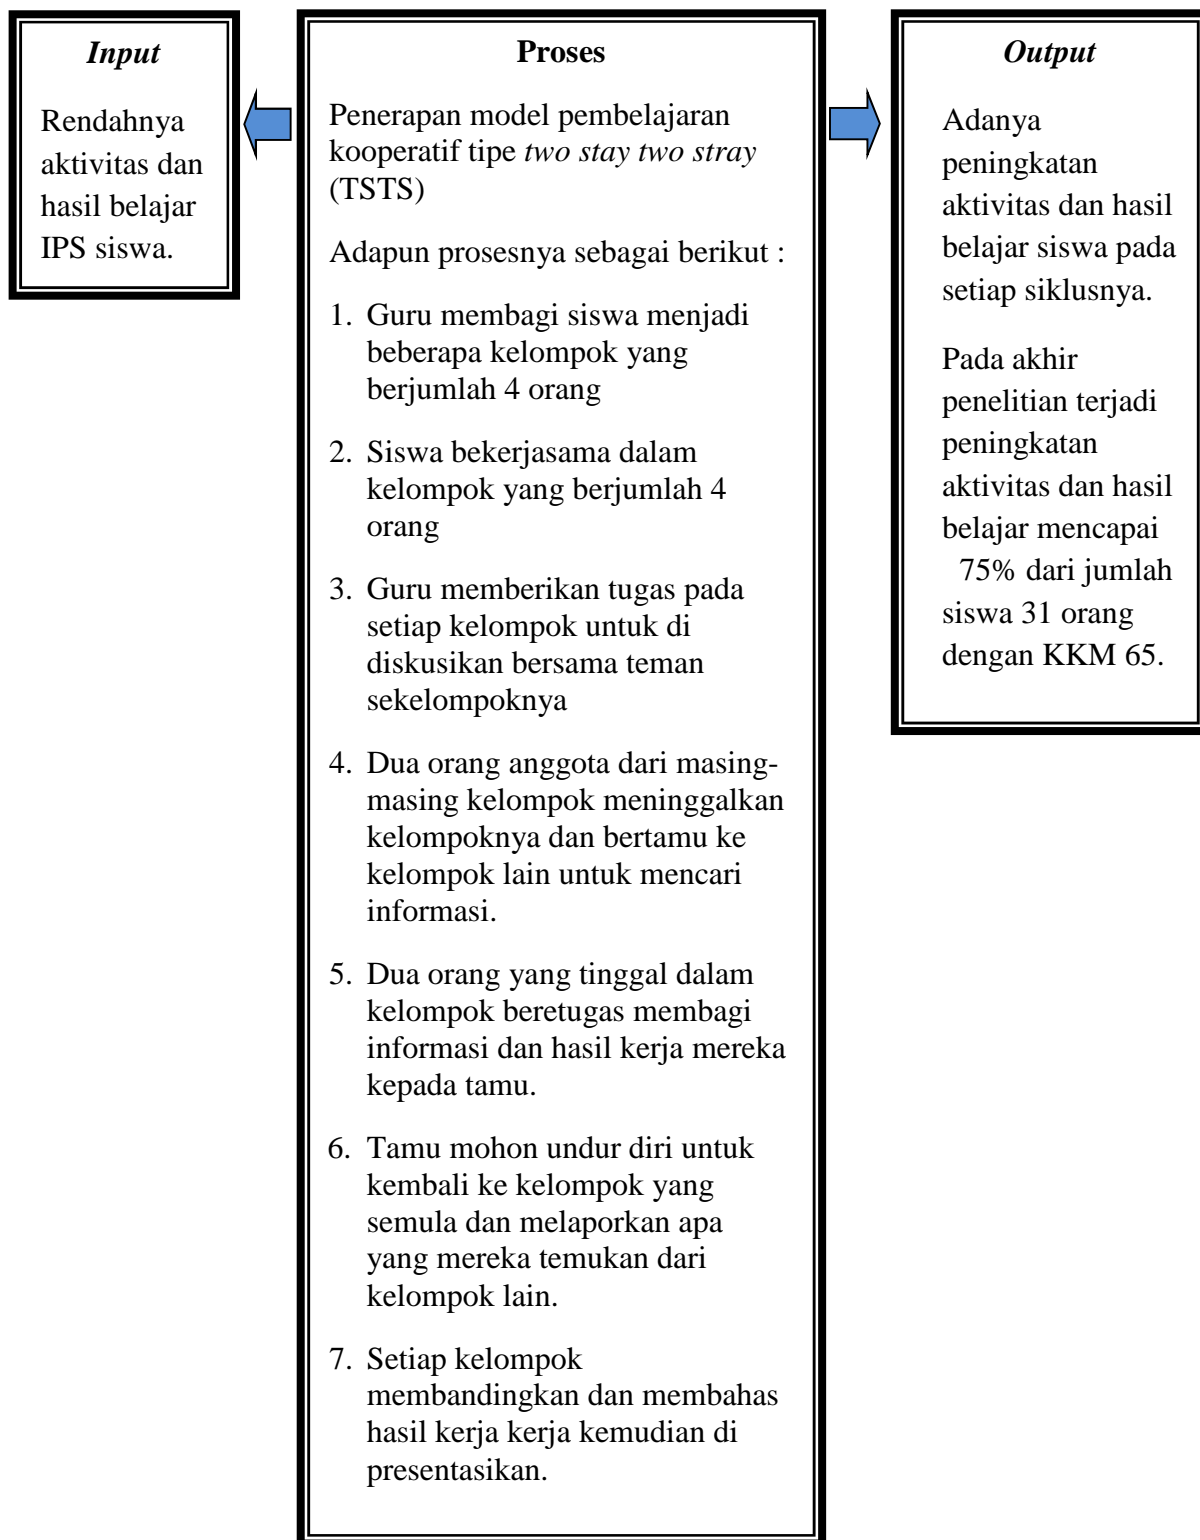 Input
Rendahnya
aktivitas dan
hasil belajar
IPS siswa.
Proses
Penerapan model pembelajaran
kooperatif tipe two stay two stray
(TSTS)
Adapun prosesnya sebagai berikut :
1. Guru membagi siswa menjadi
beberapa kelompok yang
berjumlah 4 orang
2. Siswa bekerjasama dalam
kelompok yang berjumlah 4
orang
3. Guru memberikan tugas pada
setiap kelompok untuk di
diskusikan bersama teman
sekelompoknya
4. Dua orang anggota dari masing-
masing kelompok meninggalkan
kelompoknya dan bertamu ke
kelompok lain untuk mencari
informasi.
5. Dua orang yang tinggal dalam
kelompok beretugas membagi
informasi dan hasil kerja mereka
kepada tamu.
6. Tamu mohon undur diri untuk
kembali ke kelompok yang
semula dan melaporkan apa
yang mereka temukan dari
kelompok lain.
7. Setiap kelompok
membandingkan dan membahas
hasil kerja kerja kemudian di
presentasikan.
Output
Adanya
peningkatan
aktivitas dan hasil
belajar siswa pada
setiap siklusnya.
Pada akhir
penelitian terjadi
peningkatan
aktivitas dan hasil
belajar mencapai
75% dari jumlah
siswa 31 orang
dengan KKM 65.